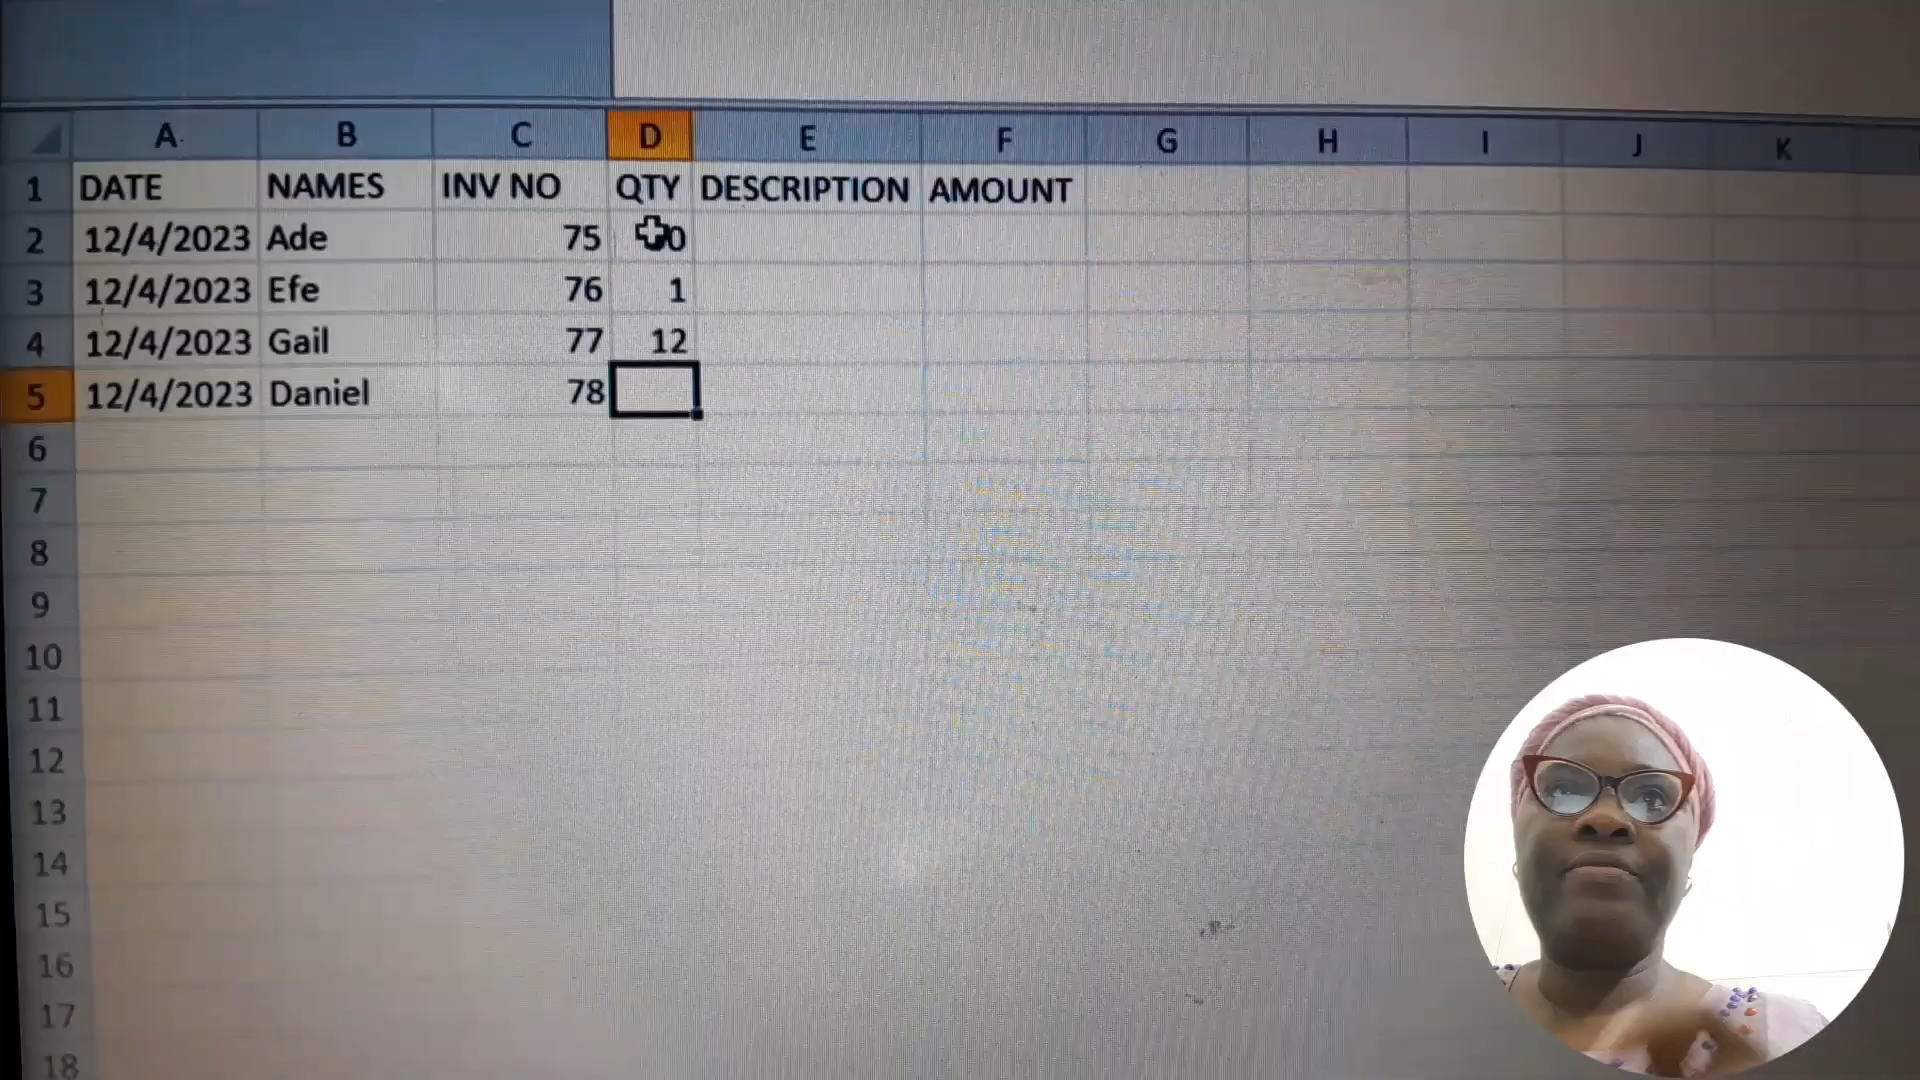 A B C D E F G H I J K
1 DATE NAMES INV NO QTY DESCRIPTION AMOUNT
2 12/4/2023 Ade 75 0
3 12/4/2023 Efe 76 1
4 12/4/2023 Gail 77 12
5 12/4/2023 Daniel 78
6
7
8
9
10
11
12
13
14
15
16
17
18